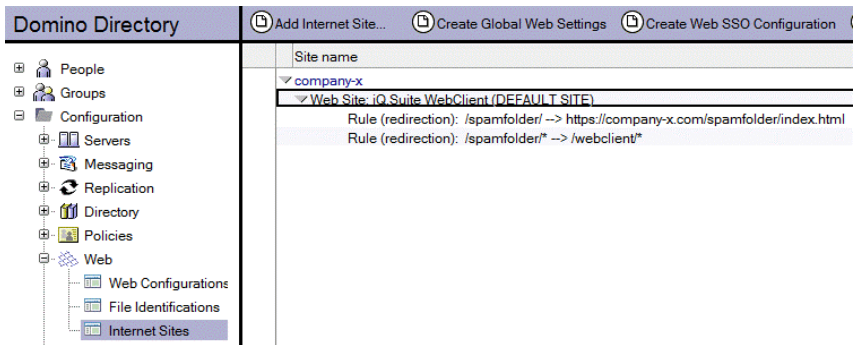 Domino Directory
Add Internet Site... Create Global Web Settings Create Web SSO Configuration
People
Groups
Configuration
Servers
Messaging
Replication
Directory
Policies
Web
Web Configurations
File Identifications
Internet Sites
Site name
company-x
Web Site: iQ.Suite WebClient (DEFAULT SITE)
Rule (redirection): /spamfolder/ --> https://company-x.com/spamfolder/index.html
Rule (redirection): /spamfolder/* --> /webclient/*